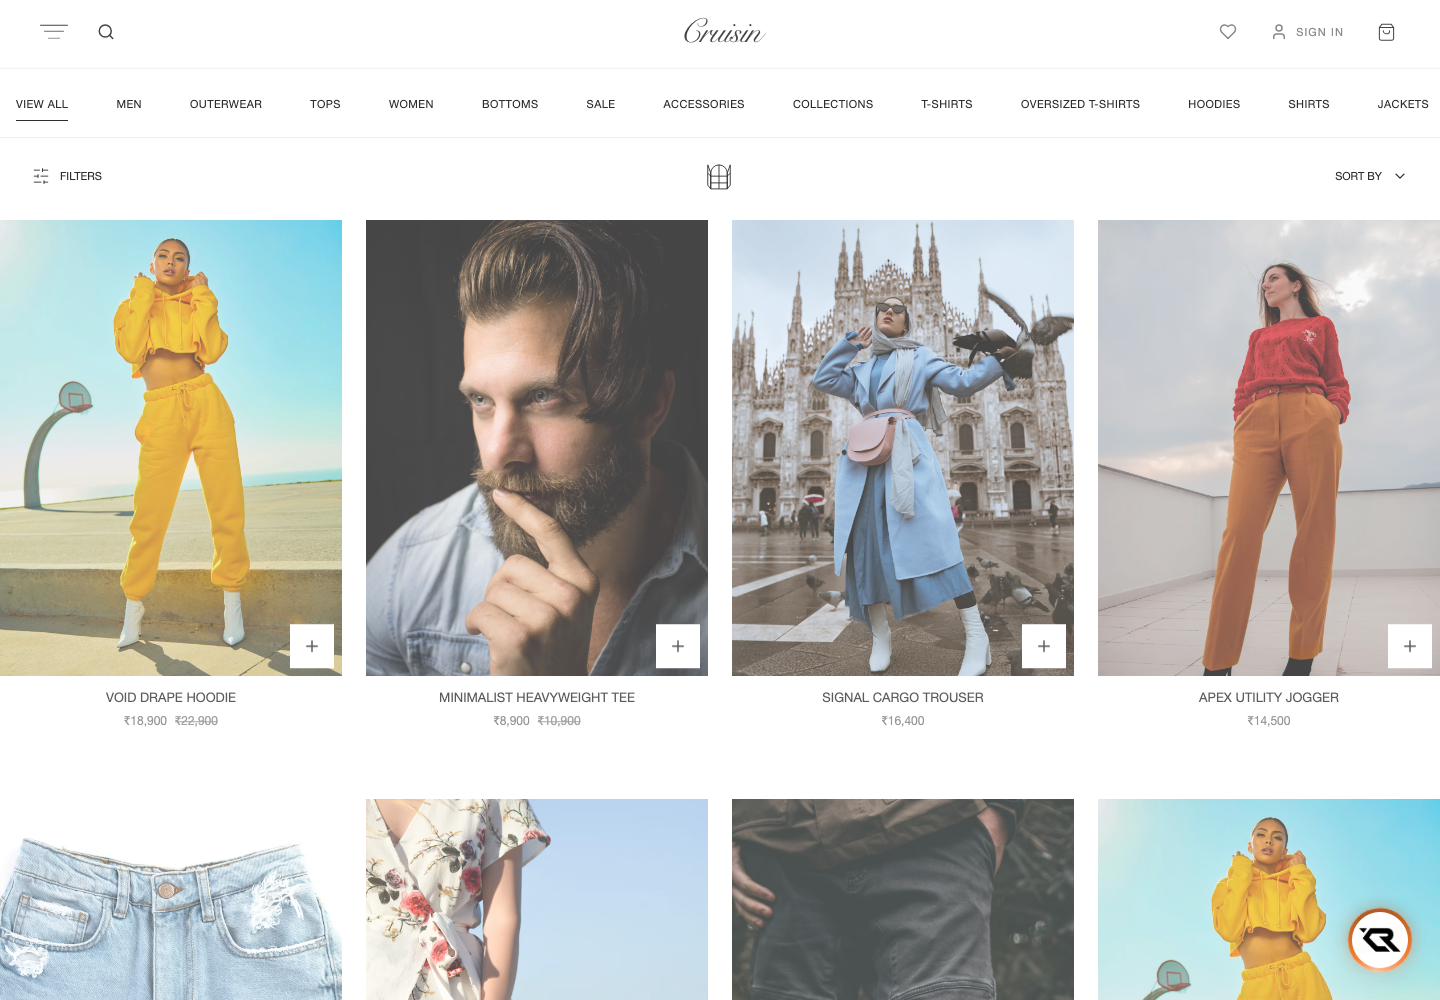 Cruisin
SIGN IN
VIEW ALL MEN OUTERWEAR TOPS WOMEN BOTTOMS SALE ACCESSORIES COLLECTIONS T-SHIRTS OVERSIZED T-SHIRTS HOODIES SHIRTS JACKETS
FILTERS
SORT BY
VOID DRAPE HOODIE
₹18,900 ₹22,900
MINIMALIST HEAVYWEIGHT TEE
₹8,900 ₹10,900
SIGNAL CARGO TROUSER
₹16,400
APEX UTILITY JOGGER
₹14,500